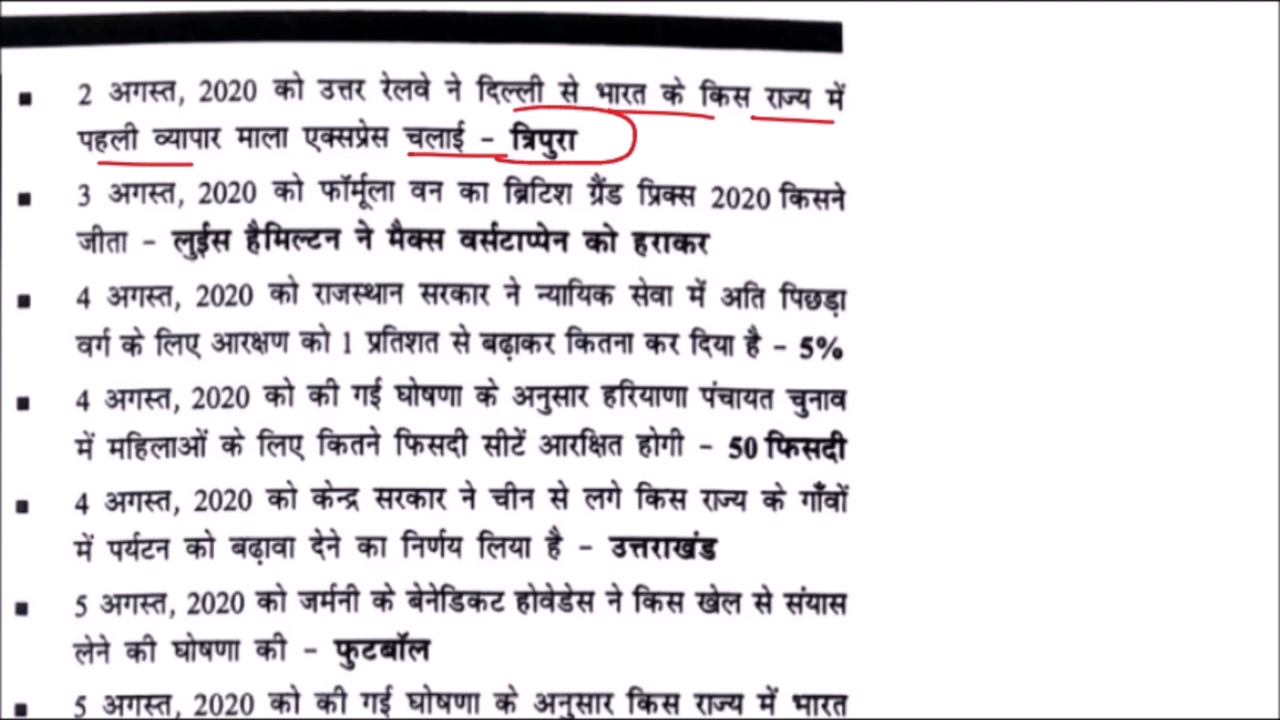 2 अगस्त, 2020 को उत्तर रेलवे ने दिल्ली से भारत के किस राज्य में
पहली व्यापार माला एक्सप्रेस चलाई - त्रिपुरा
3 अगस्त, 2020 को फॉर्मूला वन का ब्रिटिश ग्रैंड प्रिक्स 2020 किसने
जीता - लुईस हैमिल्टन ने मैक्स वर्सटाप्पेन को हराकर
4 अगस्त, 2020 को राजस्थान सरकार ने न्यायिक सेवा में अति पिछड़ा
वर्ग के लिए आरक्षण को 1 प्रतिशत से बढ़ाकर कितना कर दिया है - 5%
4 अगस्त, 2020 को की गई घोषणा के अनुसार हरियाणा पंचायत चुनाव
में महिलाओं के लिए कितने फिसदी सीटें आरक्षित होगी - 50 फिसदी
4 अगस्त, 2020 को केन्द्र सरकार ने चीन से लगे किस राज्य के गाँवों
में पर्यटन को बढ़ावा देने का निर्णय लिया है - उत्तराखंड
5 अगस्त, 2020 को जर्मनी के बेनेडिकट होवेडेस ने किस खेल से संयास
लेने की घोषणा की - फुटबॉल
5 अगस्त, 2020 को की गई घोषणा के अनुसार किस राज्य में भारत